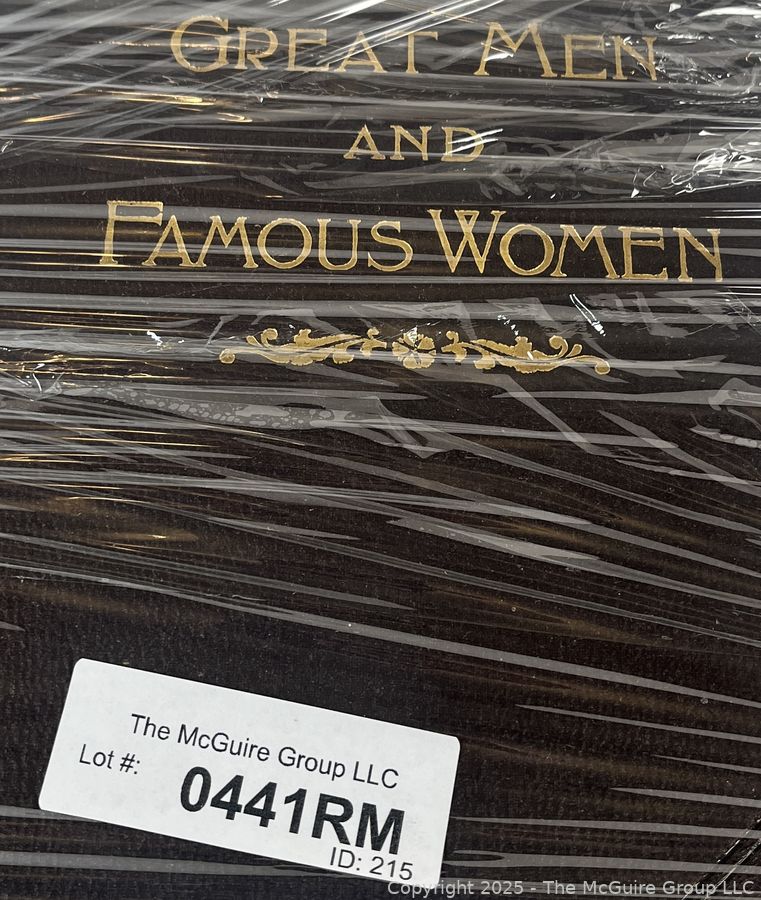 GREAT MEN
AND
FAMOUS WOMEN
The McGuire Group LLC
Lot #:
0441RM
ID: 215
Copyright 2025 - The McGuire Group LLC